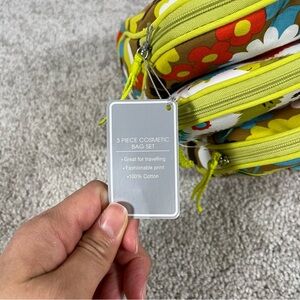 3 PIECE COSMETIC
BAG SET
• Great for travelling
• Fashionable print
• 100% Cotton